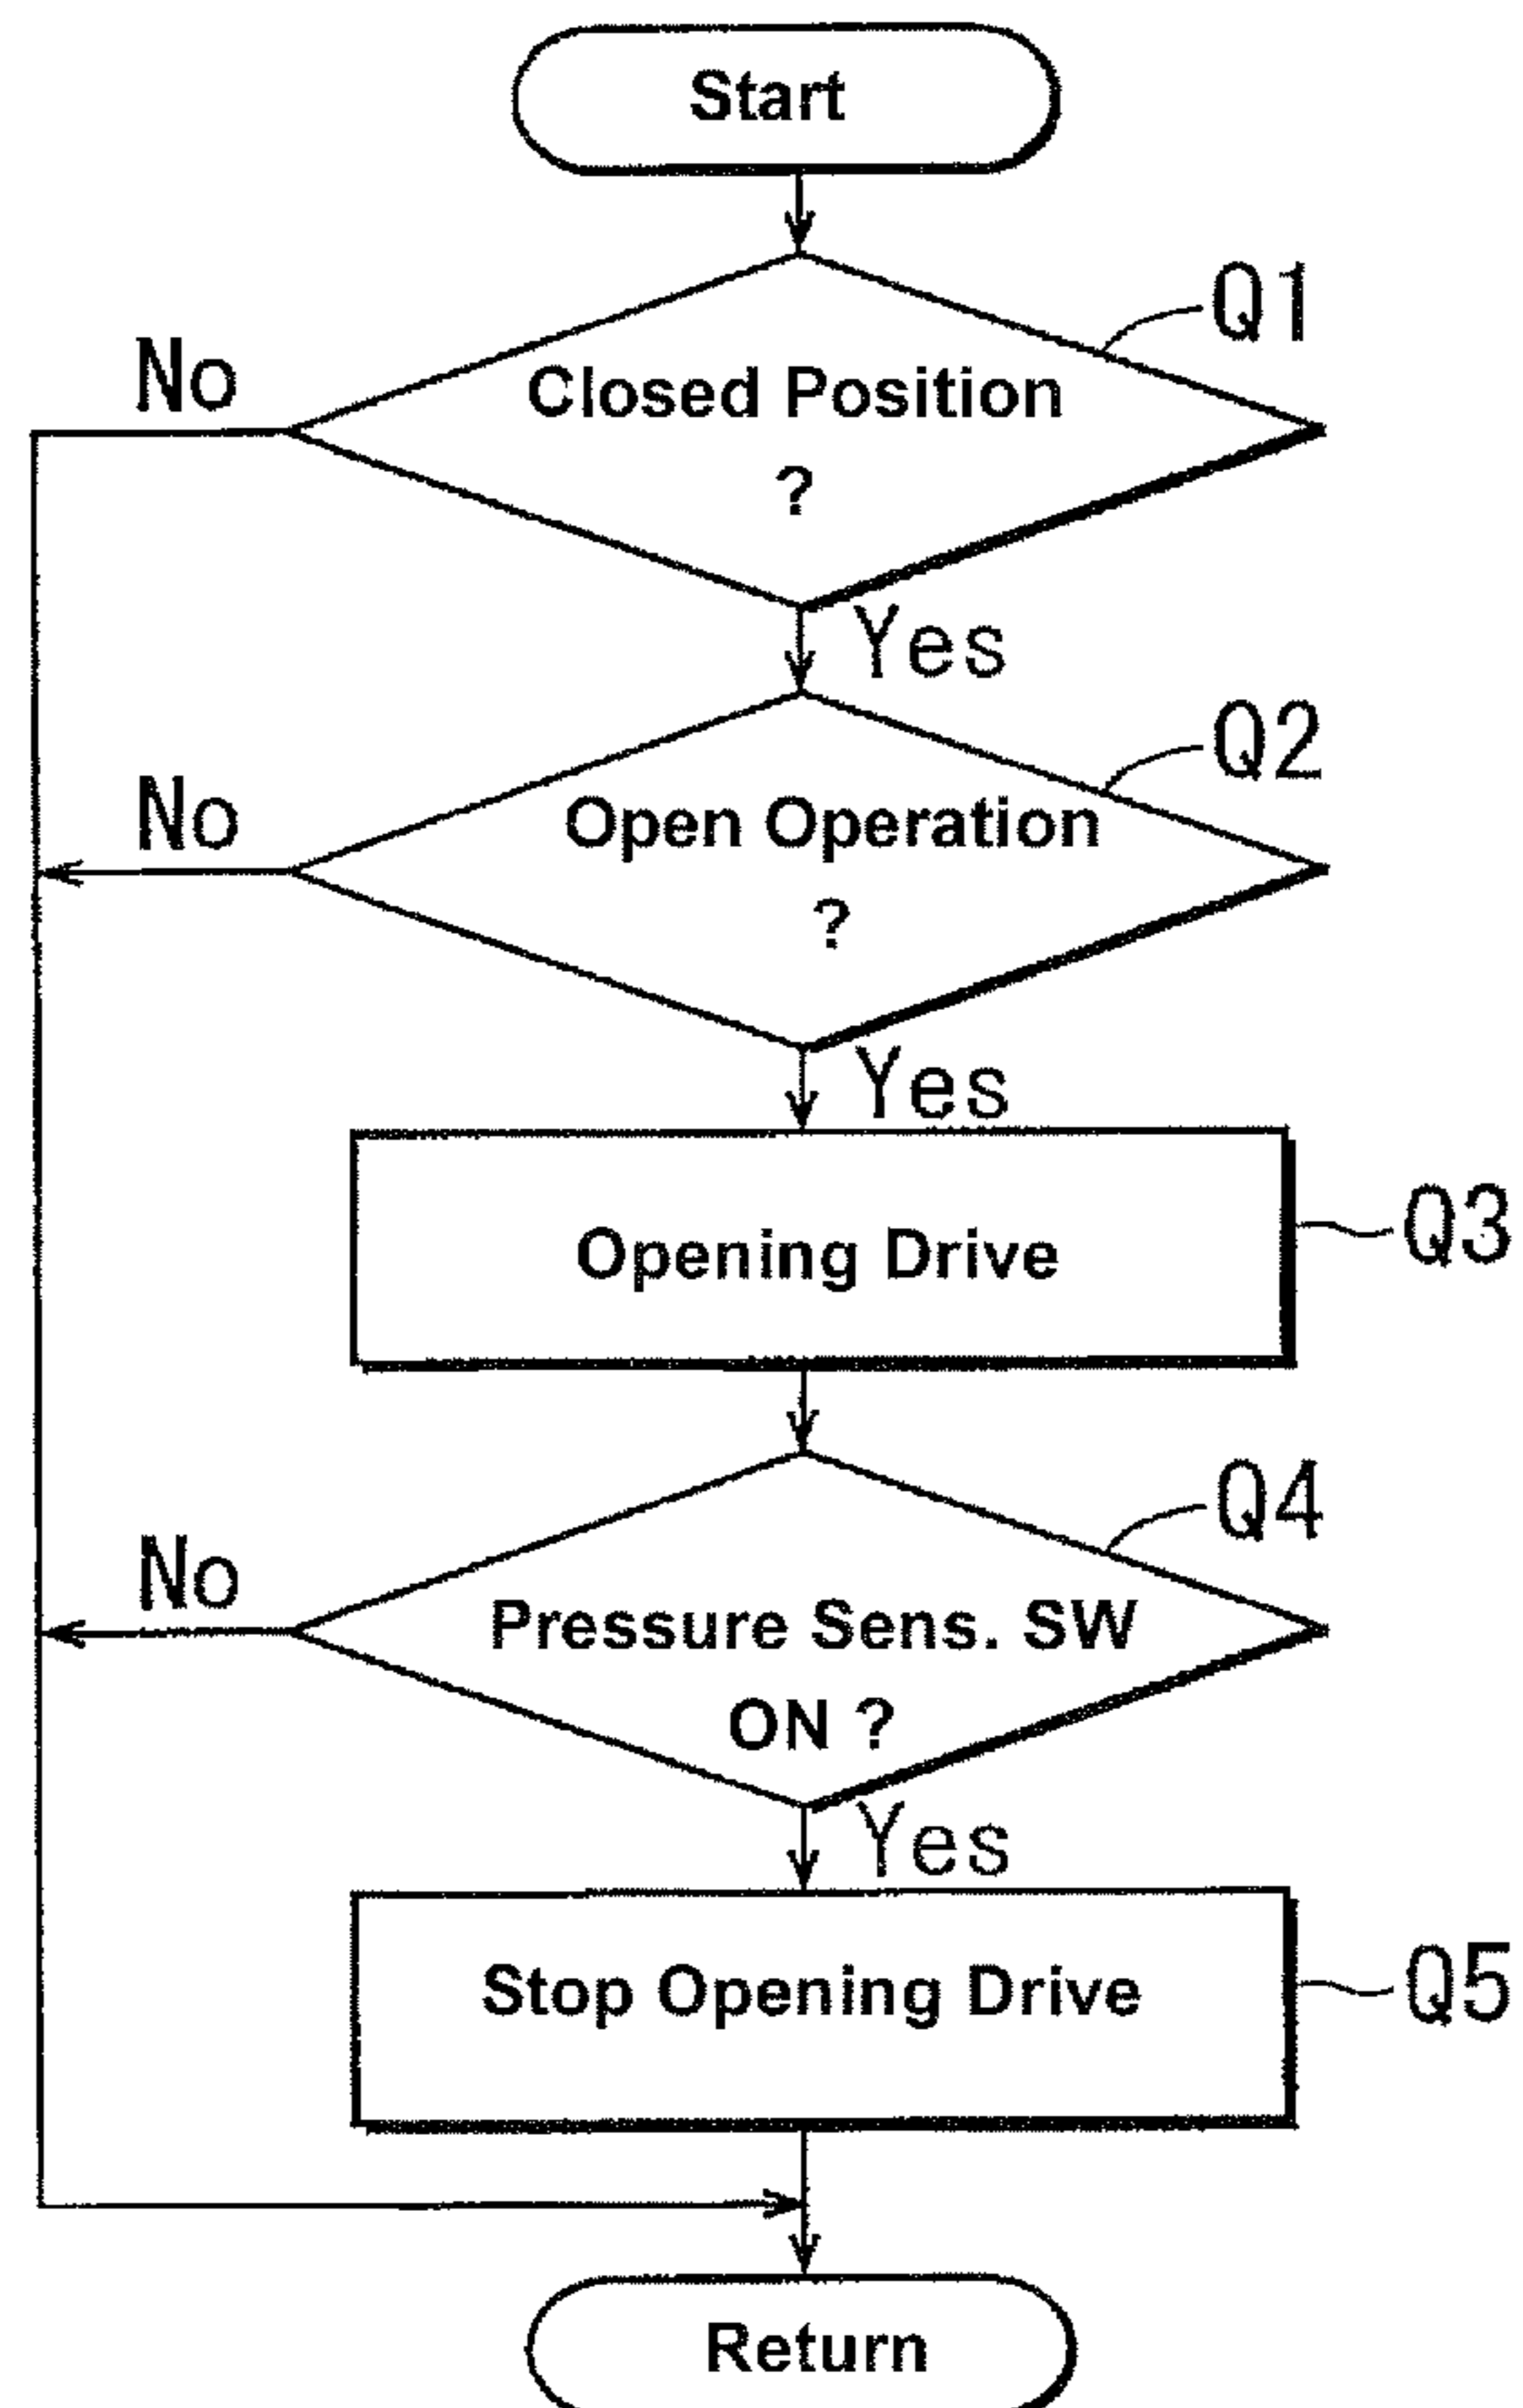 Start
Q1
No
Closed Position
?
Yes
Q2
No
Open Operation
?
Yes
Opening Drive
Q3
Q4
No
Pressure Sens. SW
ON ?
Yes
Stop Opening Drive
Q5
Return